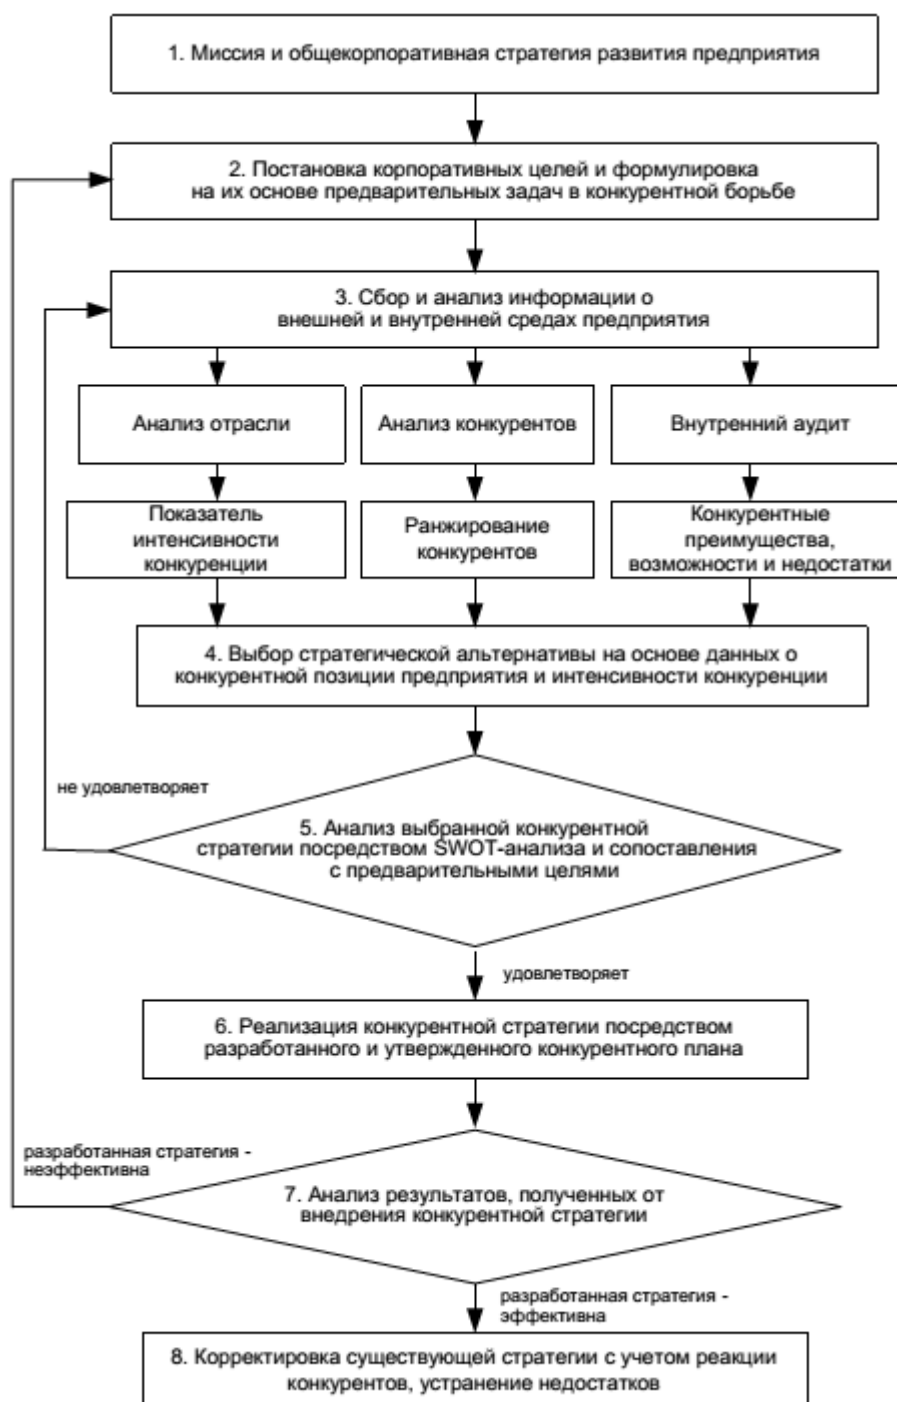 1. Миссия и общекорпоративная стратегия развития предприятия
2. Постановка корпоративных целей и формулировка
на их основе предварительных задач в конкурентной борьбе
3. Сбор и анализ информации о
внешней и внутренней средах предприятия
Анализ отрасли
Анализ конкурентов
Внутренний аудит
Показатель
интенсивности
конкуренции
Ранжирование
конкурентов
Конкурентные
преимущества,
возможности и недостатки
4. Выбор стратегической альтернативы на основе данных о
конкурентной позиции предприятия и интенсивности конкуренции
не удовлетворяет
5. Анализ выбранной конкурентной
стратегии посредством SWOT-анализа и сопоставления
с предварительными целями
удовлетворяет
6. Реализация конкурентной стратегии посредством
разработанного и утвержденного конкурентного плана
разработанная стратегия -
неэффективна
7. Анализ результатов, полученных от
внедрения конкурентной стратегии
разработанная стратегия -
эффективна
8. Корректировка существующей стратегии с учетом реакции
конкурентов, устранение недостатков